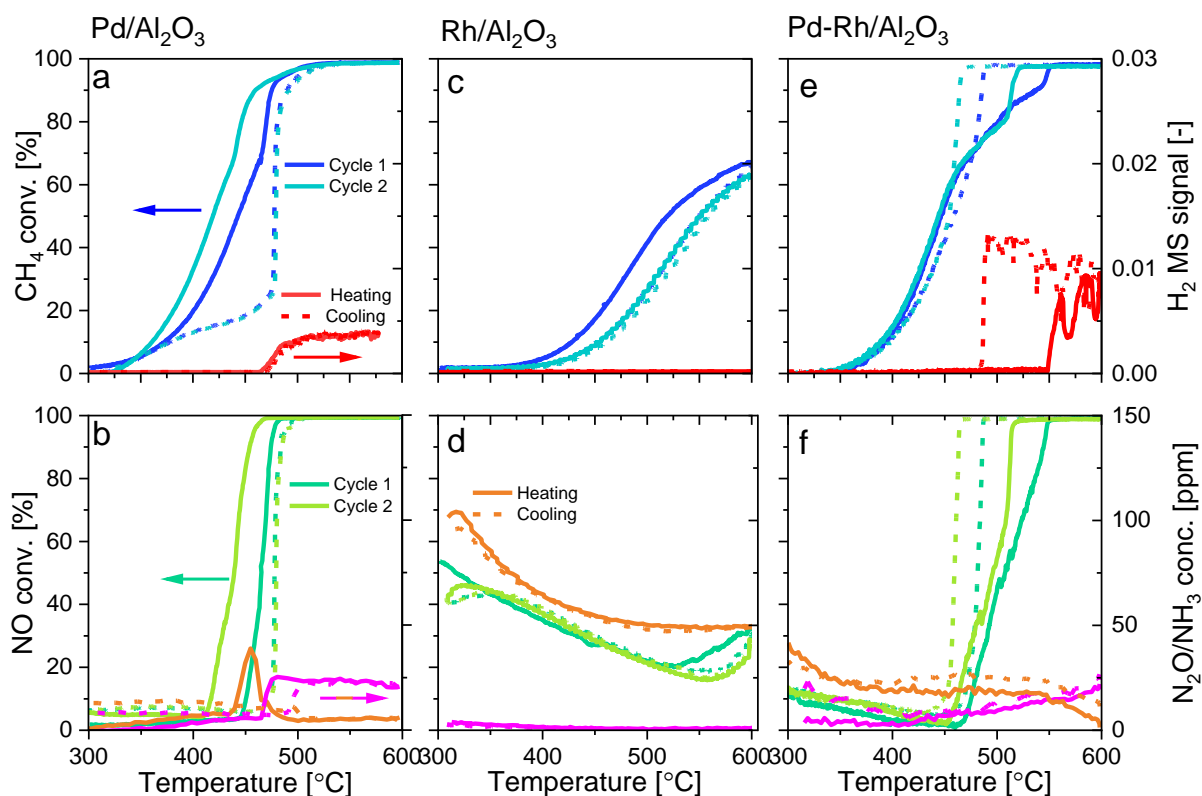 Pd/Al₂O₃
Rh/Al₂O₃
Pd-Rh/Al₂O₃
a
c
e
CH₄ conv. [%]
100
80
60
40
20
0
Cycle 1
Cycle 2
Heating
Cooling
0.03
0.02
0.01
0.00
H₂ MS signal [-]
b
d
f
NO conv. [%]
100
80
60
40
20
0
Cycle 1
Cycle 2
Heating
Cooling
150
100
50
0
N₂O/NH₃ conc. [ppm]
300 400 500 600 400 500 600 400 500 600
Temperature [°C] Temperature [°C] Temperature [°C]